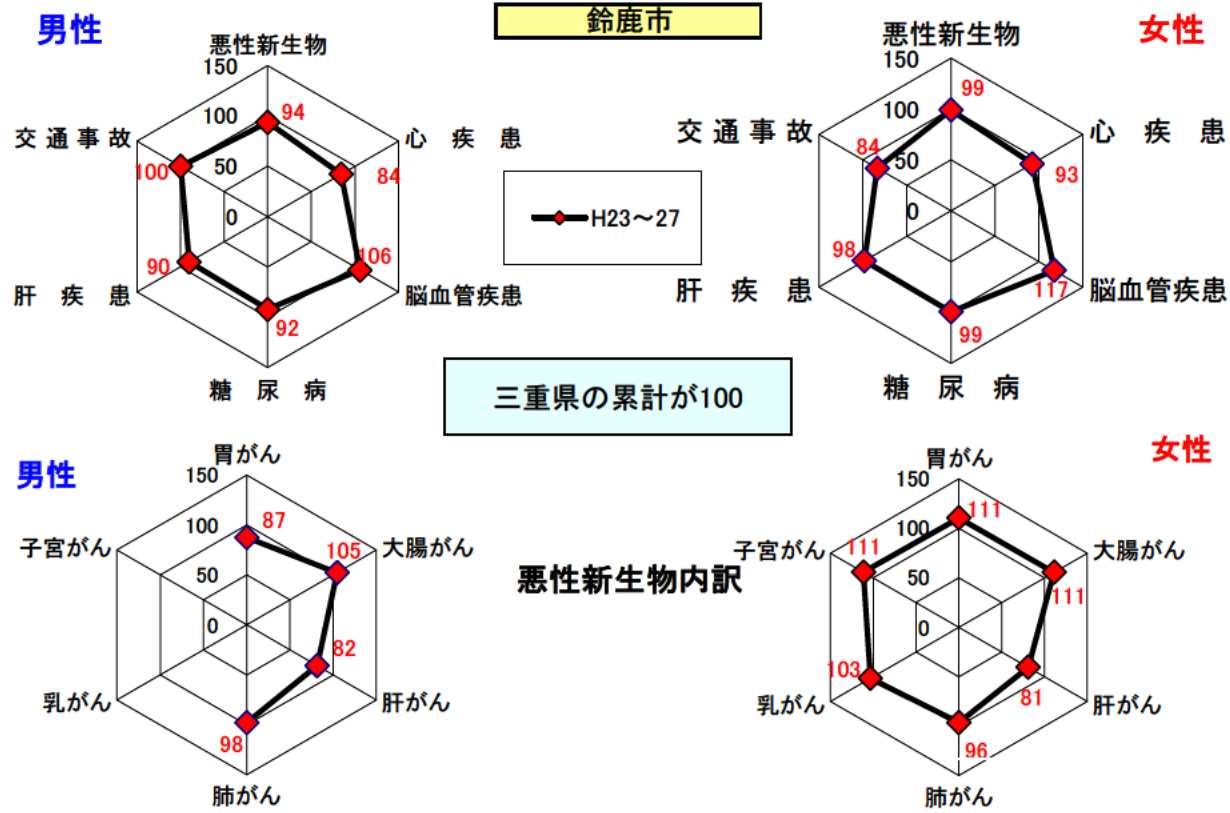 鈴鹿市
男性
悪性新生物
150
100
50
0
94
心 疾 患
84
106
脳血管疾患
92
糖 尿 病
90
肝 疾 患
100
交 通 事 故
H23～27
女性
悪性新生物
150
100
50
0
99
心 疾 患
93
117
脳血管疾患
99
糖 尿 病
98
肝 疾 患
84
交 通 事 故
三重県の累計が100
男性
胃がん
150
100
50
0
87
105
大腸がん
82
肝がん
98
肺がん
乳がん
子宮がん
悪性新生物内訳
女性
胃がん
150
100
50
0
111
111
大腸がん
81
肝がん
96
肺がん
103
乳がん
111
子宮がん